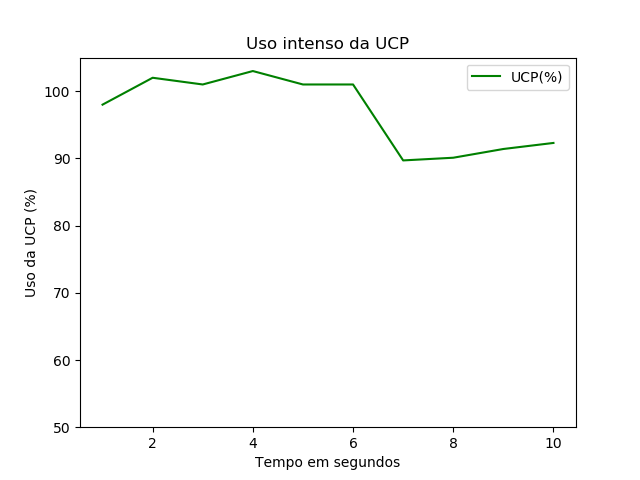 Uso intenso da UCP
UCP(%)
Uso da UCP (%)
100
90
80
70
60
50
2 4 6 8 10
Tempo em segundos